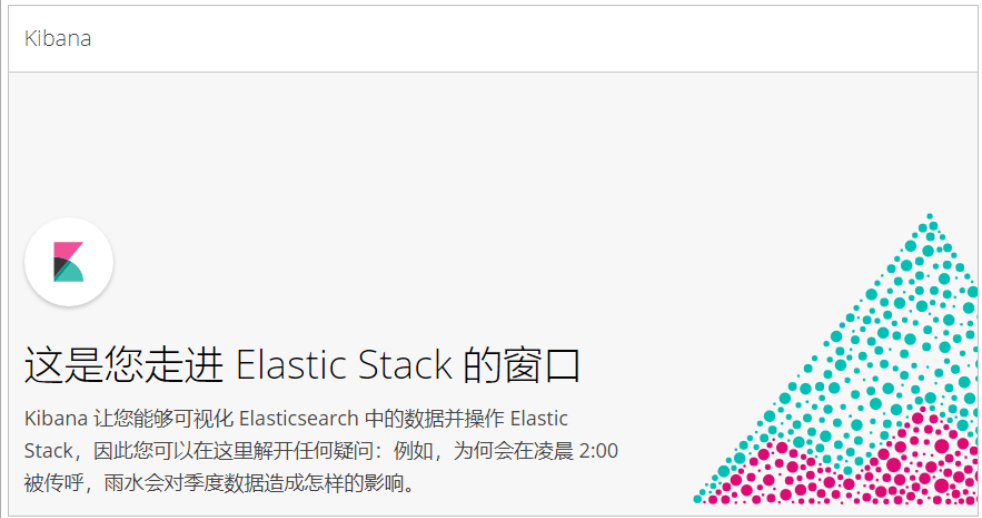 Kibana
这是您走进 Elastic Stack 的窗口
Kibana 让您能够可视化 Elasticsearch 中的数据并操作 Elastic
Stack，因此您可以在这里解开任何疑问：例如，为何会在凌晨 2:00
被传呼，雨水会对季度数据造成怎样的影响。